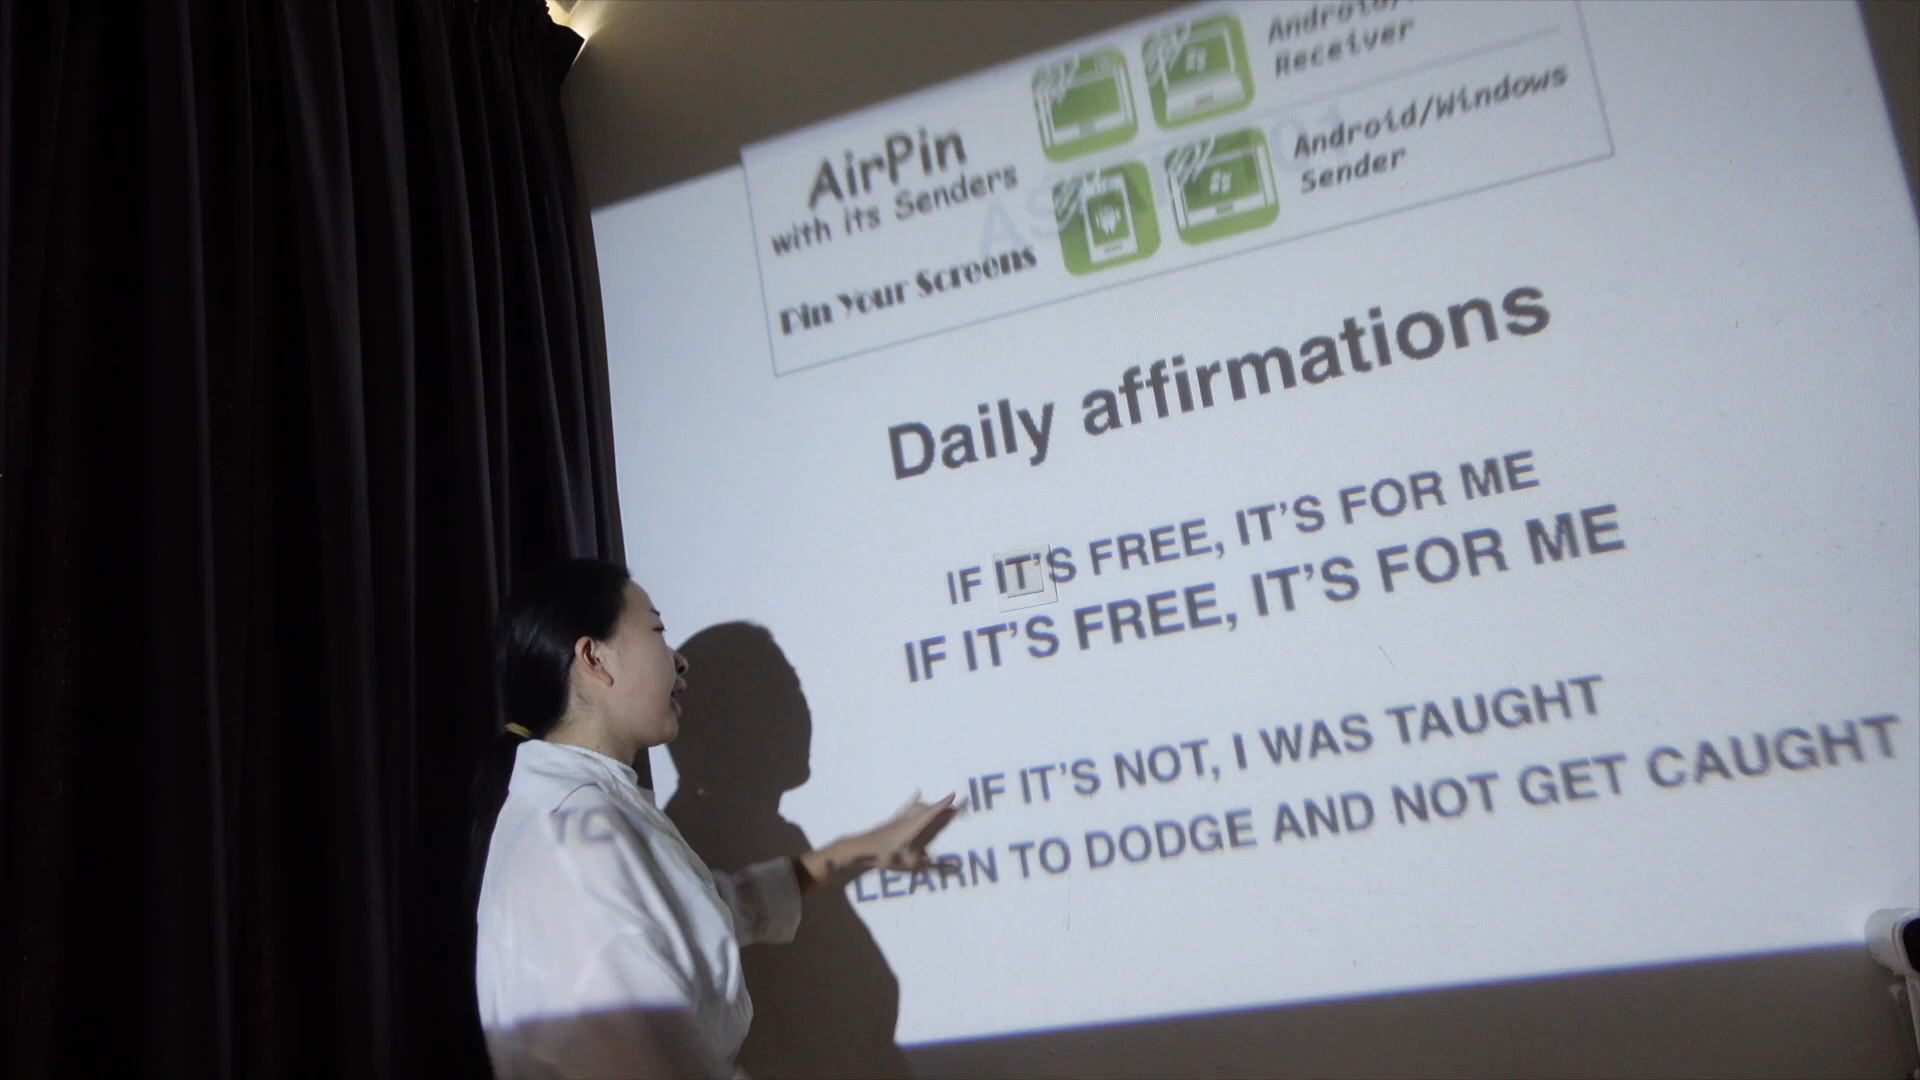 AirPin
with its Senders
Pin Your Screens
Receiver
Android/Windows
Sender
Daily affirmations
IF IT'S FREE, IT'S FOR ME
IF IT'S FREE, IT'S FOR ME
IF IT'S NOT, I WAS TAUGHT
LEARN TO DODGE AND NOT GET CAUGHT